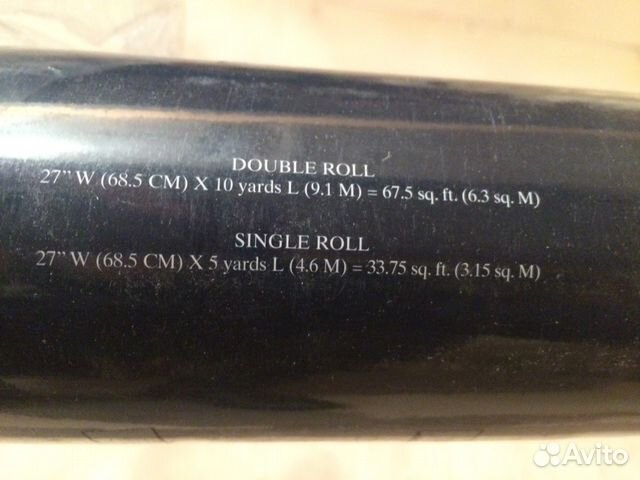 DOUBLE ROLL
27" W (68.5 CM) X 10 yards L (9.1 M) = 67.5 sq. ft. (6.3 sq. M)
SINGLE ROLL
27" W (68.5 CM) X 5 yards L (4.6 M) = 33.75 sq. ft. (3.15 sq. M)
Avito